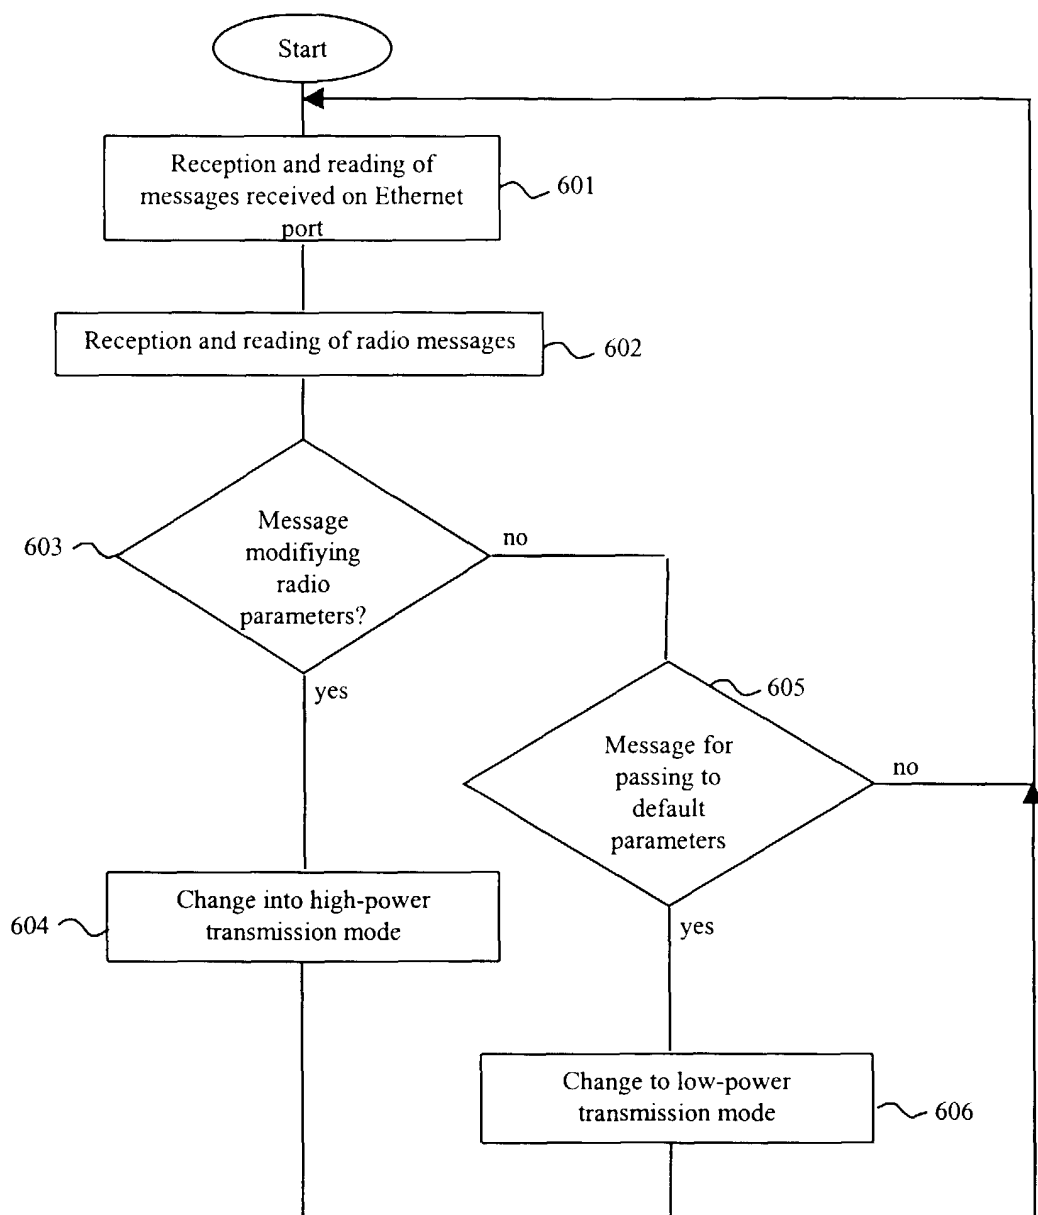 Start
Reception and reading of
messages received on Ethernet
port
601
Reception and reading of radio messages
602
603
Message
modifiying
radio
parameters?
no
yes
605
Message for
passing to
default
parameters
no
yes
604
Change into high-power
transmission mode
Change to low-power
transmission mode
606